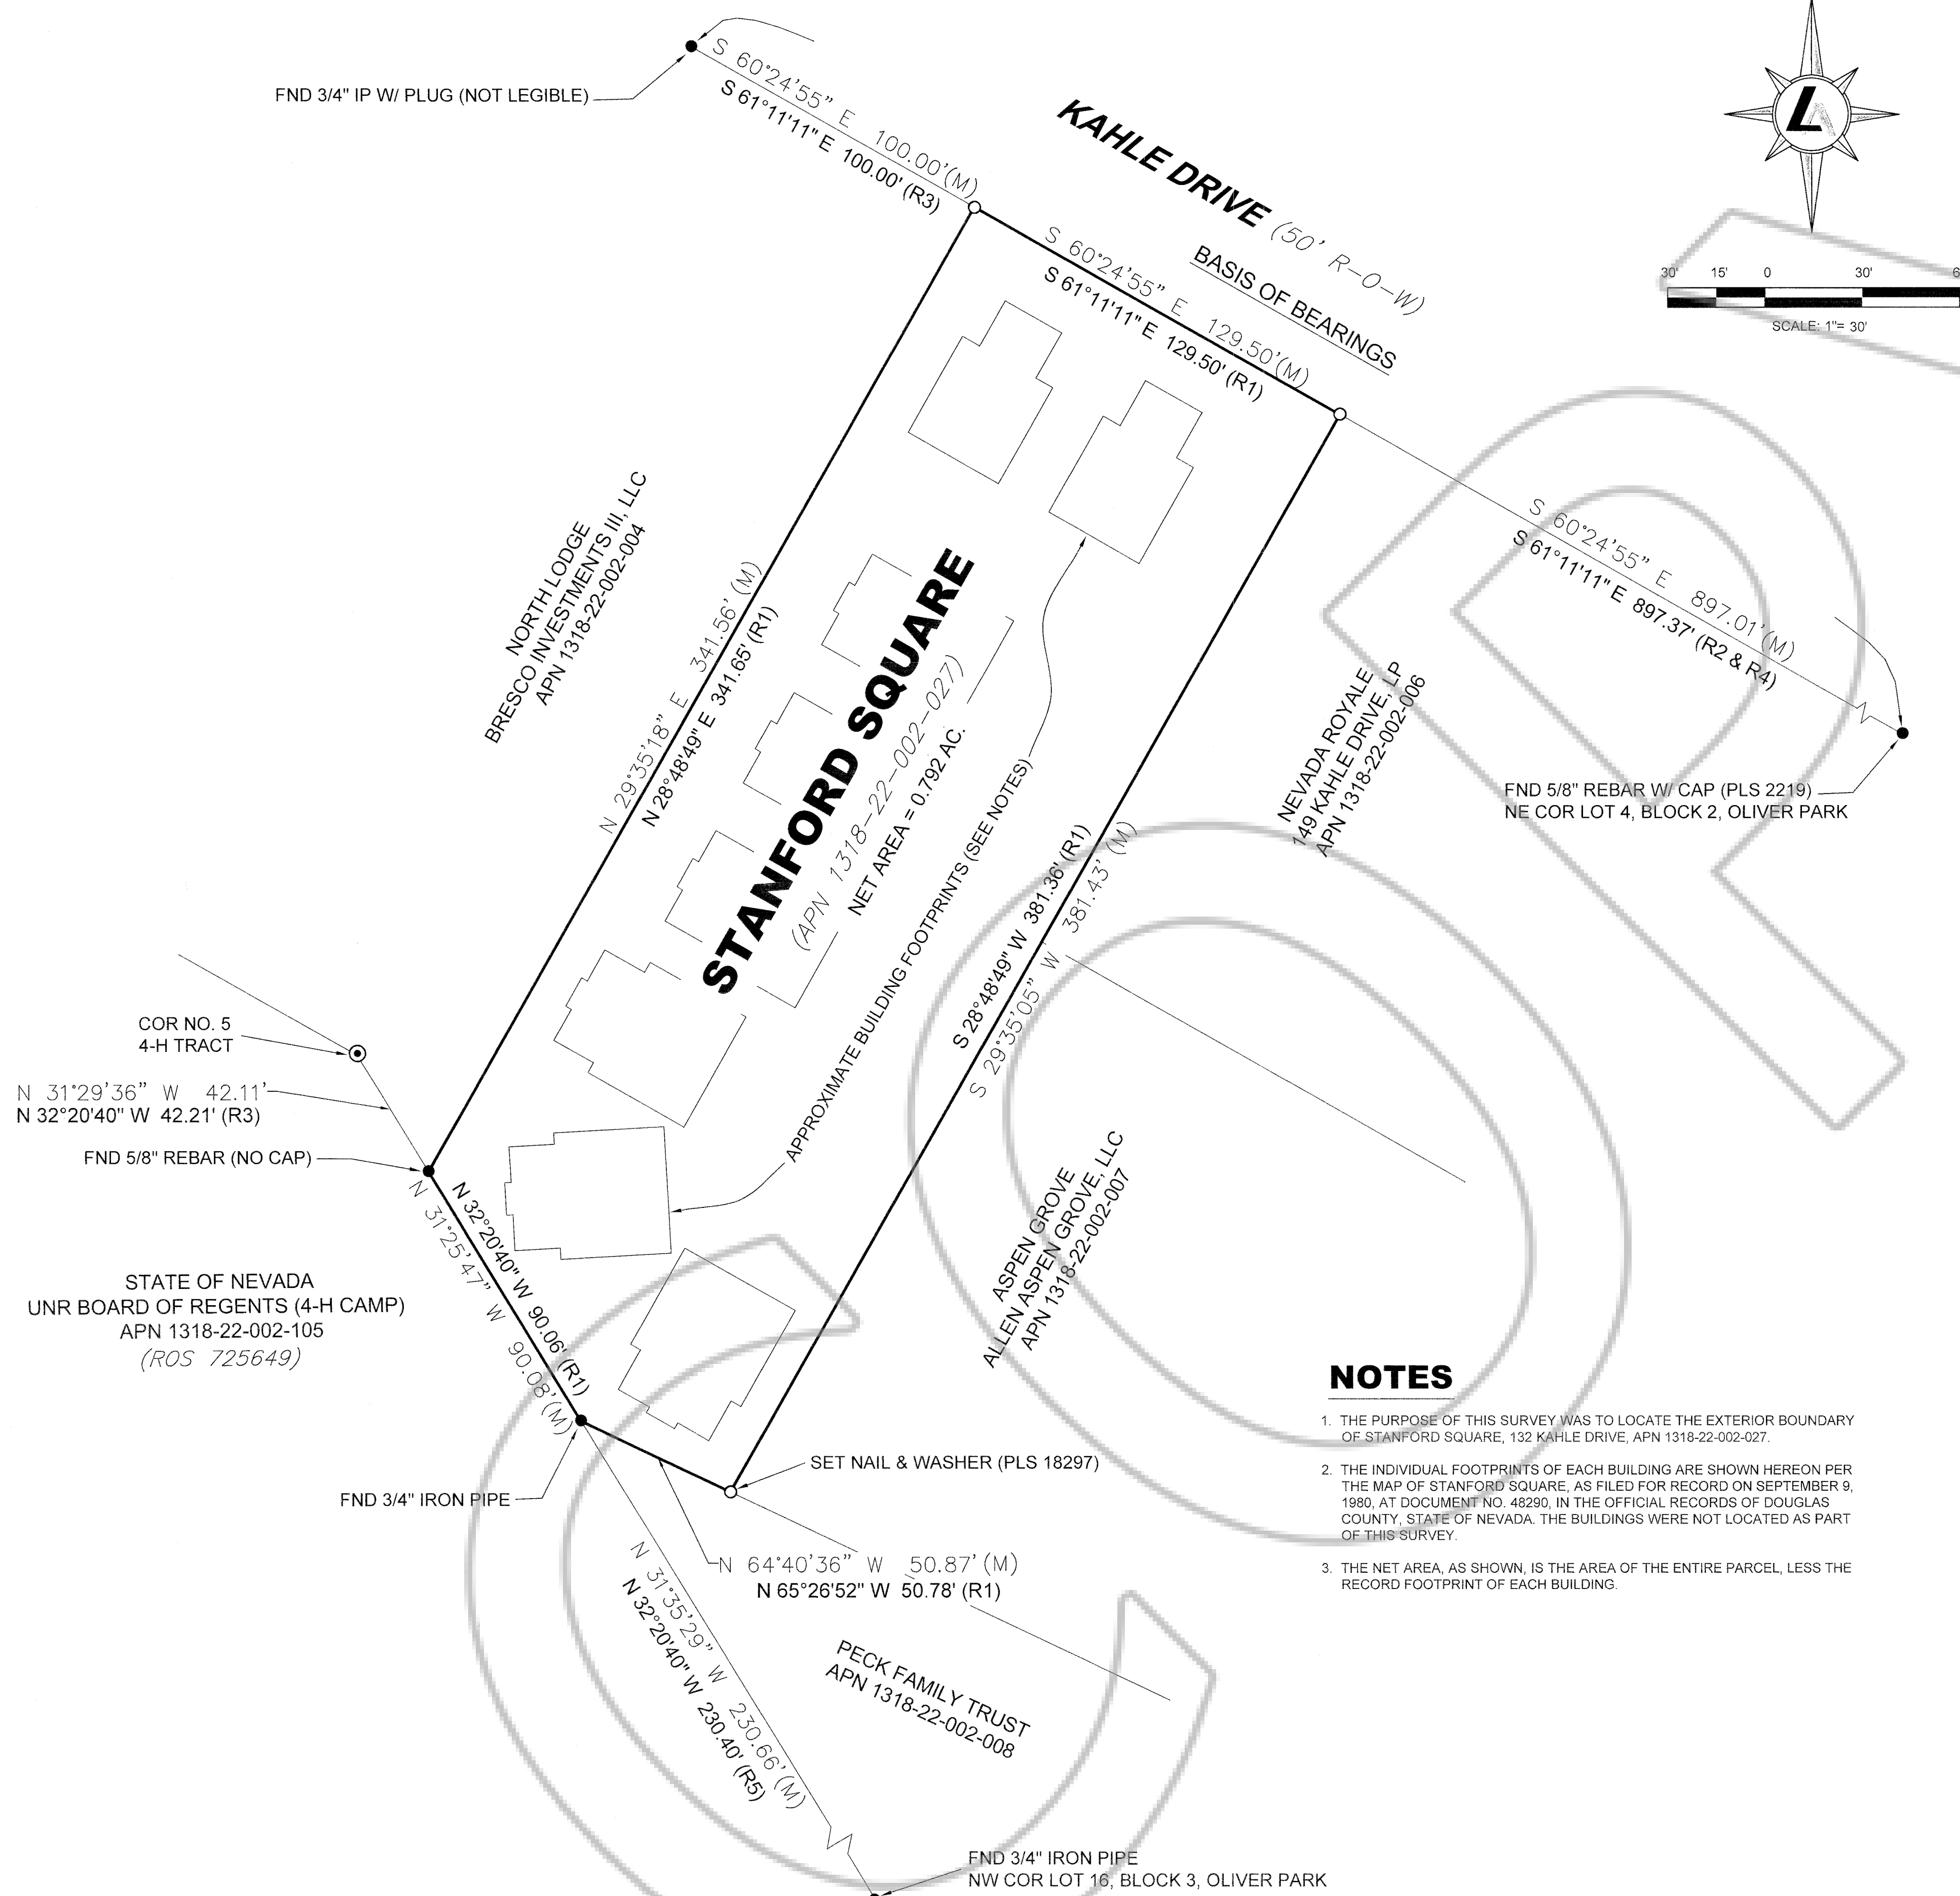 FND 3/4" IP W/ PLUG (NOT LEGIBLE)
S 60°24'55" E 100.00'(M)
S 61°11'11" E 100.00' (R3)
KAHLE DRIVE (50' R-O-W)
BASIS OF BEARINGS
S 60°24'55" E 129.50'(M)
S 61°11'11" E 129.50' (R1)
30' 15' 0 30' 6
SCALE: 1"= 30'
S 60°24'55" E 897.01'(M)
S 61°11'11" E 897.37' (R2 & R4)
FND 5/8" REBAR W/ CAP (PLS 2219)
NE COR LOT 4, BLOCK 2, OLIVER PARK
NORTH LODGE
BRESCO INVESTMENTS III, LLC
APN 1318-22-002-004
N 29°35'18" E 341.56' (M)
N 28°48'49" E 341.65' (R1)
STANFORD SQUARE
(APN 1318-22-002-027)
NET AREA = 0.792 AC.
APPROXIMATE BUILDING FOOTPRINTS (SEE NOTES)
S 28°48'49" W 381.36' (R1)
S 29°35'05" W 381.43' (M)
NEVADA ROYALE
149 KAHLE DRIVE, LP
APN 1318-22-002-006
COR NO. 5
4-H TRACT
N 31°29'36" W 42.11'
N 32°20'40" W 42.21' (R3)
FND 5/8" REBAR (NO CAP)
N 32°20'40" W 90.06' (R1)
N 31°25'47" W 90.08'(M)
STATE OF NEVADA
UNR BOARD OF REGENTS (4-H CAMP)
APN 1318-22-002-105
(ROS 725649)
ASPEN GROVE
ALLEN ASPEN GROVE, LLC
APN 1318-22-002-007
SET NAIL & WASHER (PLS 18297)
FND 3/4" IRON PIPE
N 64°40'36" W 50.87' (M)
N 65°26'52" W 50.78' (R1)
N 31°35'29" W 230.66'(M)
N 32°20'40" W 230.40' (R5)
PECK FAMILY TRUST
APN 1318-22-002-008
FND 3/4" IRON PIPE
NW COR LOT 16, BLOCK 3, OLIVER PARK
NOTES
1. THE PURPOSE OF THIS SURVEY WAS TO LOCATE THE EXTERIOR BOUNDARY
OF STANFORD SQUARE, 132 KAHLE DRIVE, APN 1318-22-002-027.
2. THE INDIVIDUAL FOOTPRINTS OF EACH BUILDING ARE SHOWN HEREON PER
THE MAP OF STANFORD SQUARE, AS FILED FOR RECORD ON SEPTEMBER 9,
1980, AT DOCUMENT NO. 48290, IN THE OFFICIAL RECORDS OF DOUGLAS
COUNTY, STATE OF NEVADA. THE BUILDINGS WERE NOT LOCATED AS PART
OF THIS SURVEY.
3. THE NET AREA, AS SHOWN, IS THE AREA OF THE ENTIRE PARCEL, LESS THE
RECORD FOOTPRINT OF EACH BUILDING.